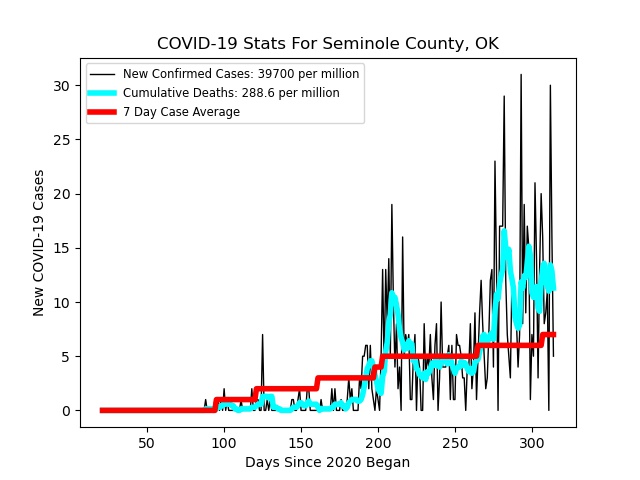 COVID-19 Stats For Seminole County, OK
New Confirmed Cases: 39700 per million
Cumulative Deaths: 288.6 per million
7 Day Case Average
New COVID-19 Cases
30
25
20
15
10
5
0
50
100
150
200
250
300
Days Since 2020 Began